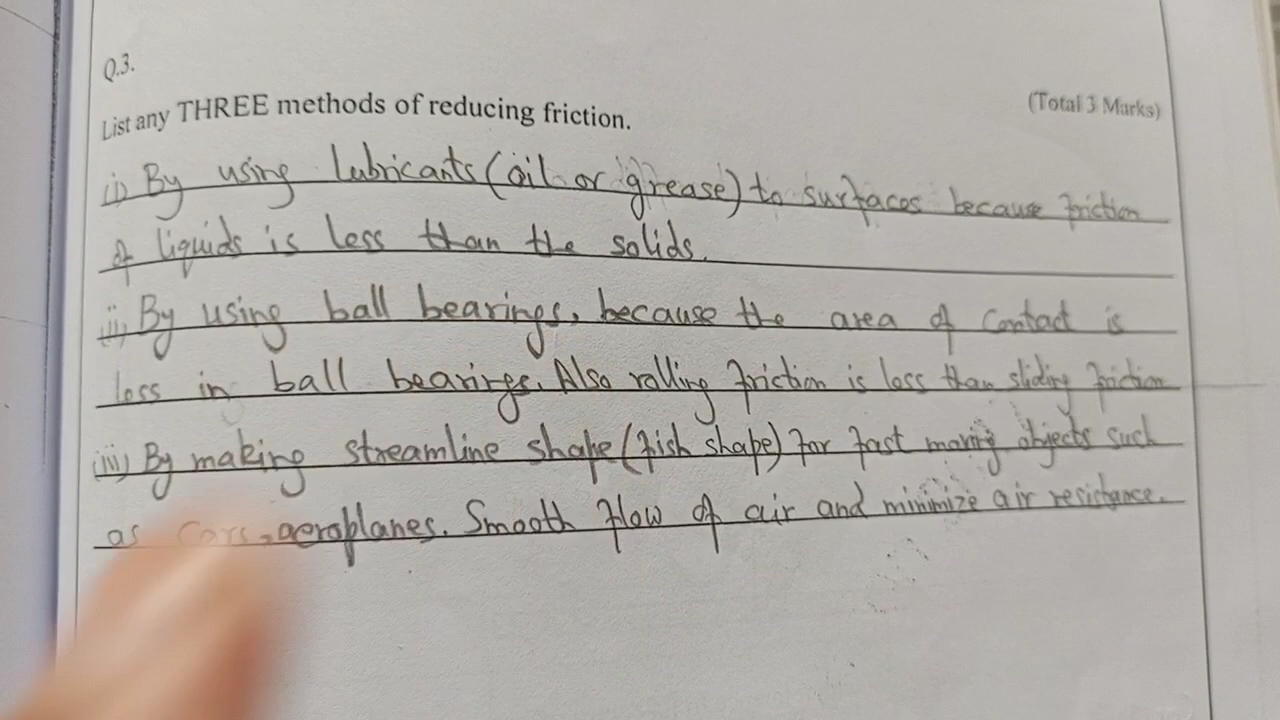 Q.3.
List any THREE methods of reducing friction.
(Total 3 Marks)
i) By using lubricants (oil or grease) to surfaces because friction
of liquids is less than the solids.
ii) By using ball bearings, because the area of contact is
less in ball bearings. Also rolling friction is less than sliding friction
(iii) By making streamline shape (fish shape) for fast moving objects such
as cars, aeroplanes. Smooth flow of air and minimize air resistance.